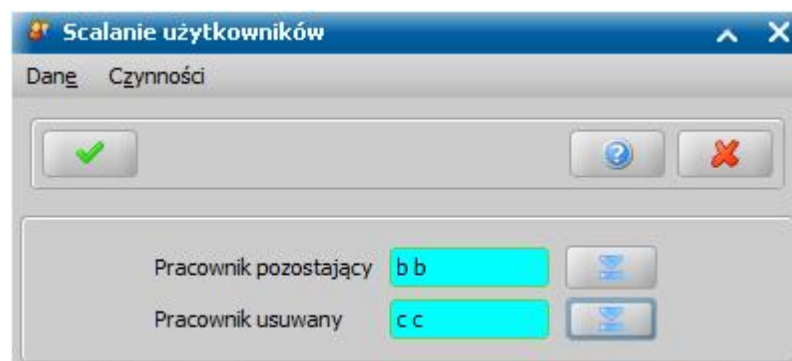 Scalanie użytkowników
Dane Czynności
Pracownik pozostający b b
Pracownik usuwany c c